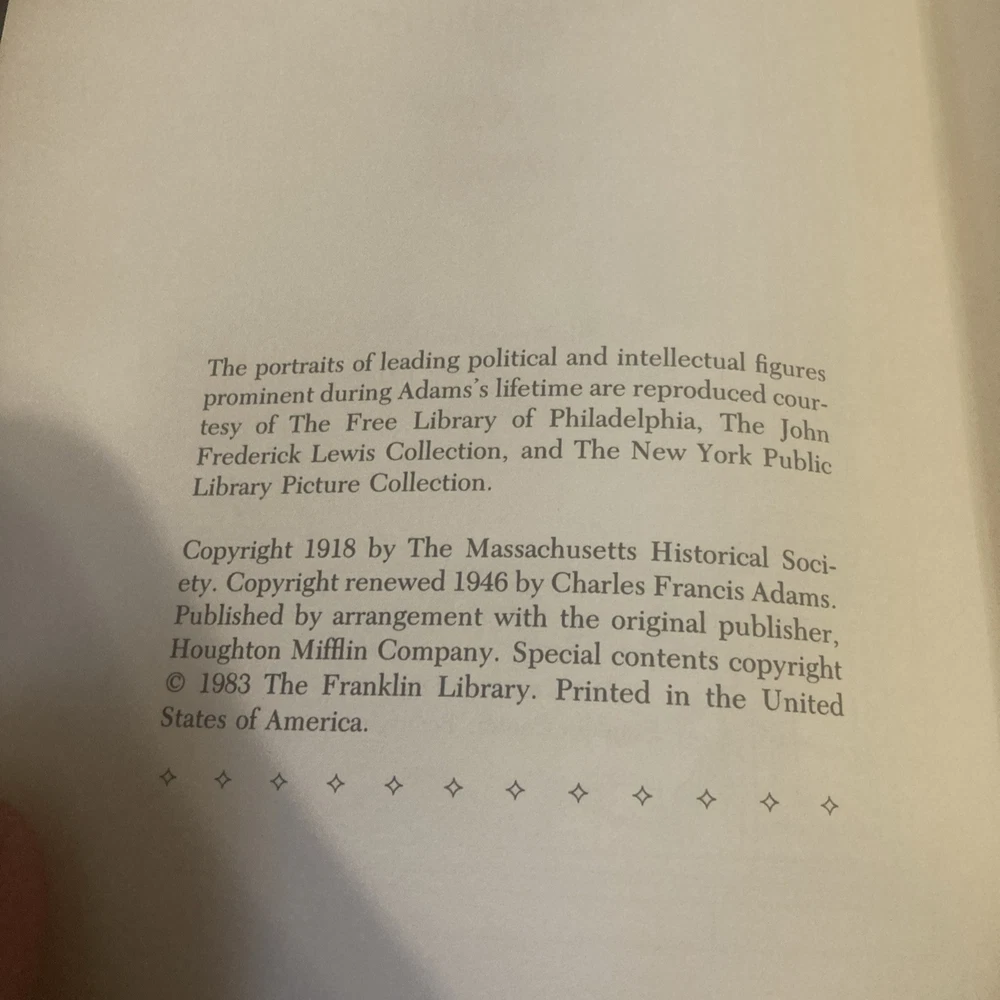 The portraits of leading political and intellectual figures
prominent during Adams's lifetime are reproduced cour-
tesy of The Free Library of Philadelphia, The John
Frederick Lewis Collection, and The New York Public
Library Picture Collection.
Copyright 1918 by The Massachusetts Historical Soci-
ety. Copyright renewed 1946 by Charles Francis Adams.
Published by arrangement with the original publisher,
Houghton Mifflin Company. Special contents copyright
© 1983 The Franklin Library. Printed in the United
States of America.